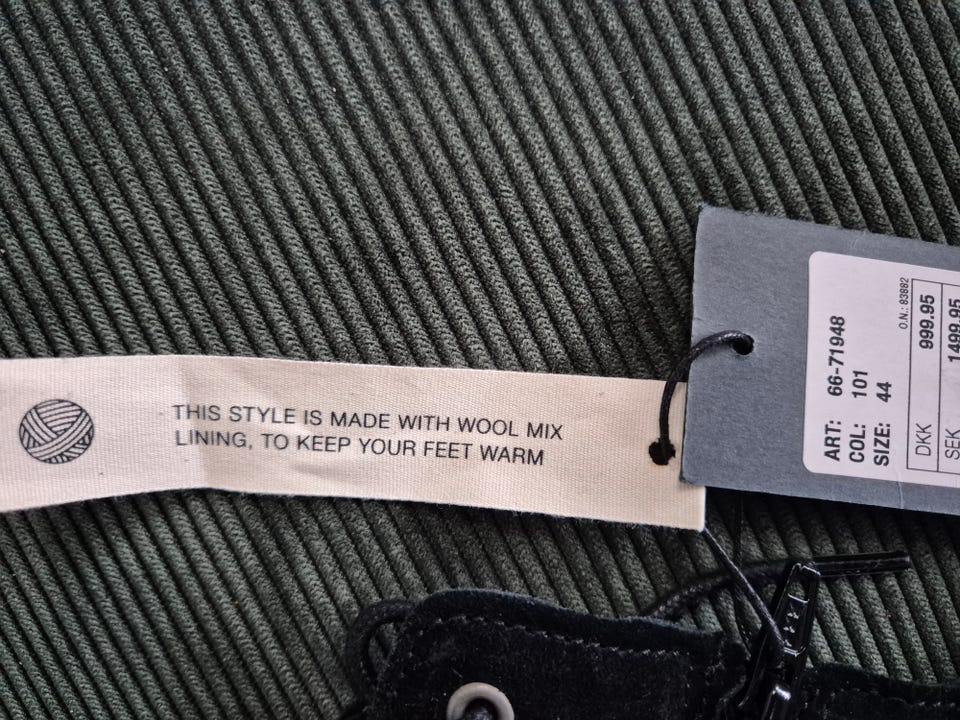 THIS STYLE IS MADE WITH WOOL MIX
LINING, TO KEEP YOUR FEET WARM
ART: 66-71948
COL: 101
SIZE: 44
O.N.: 83882
DKK 999.95
SEK 1499.95